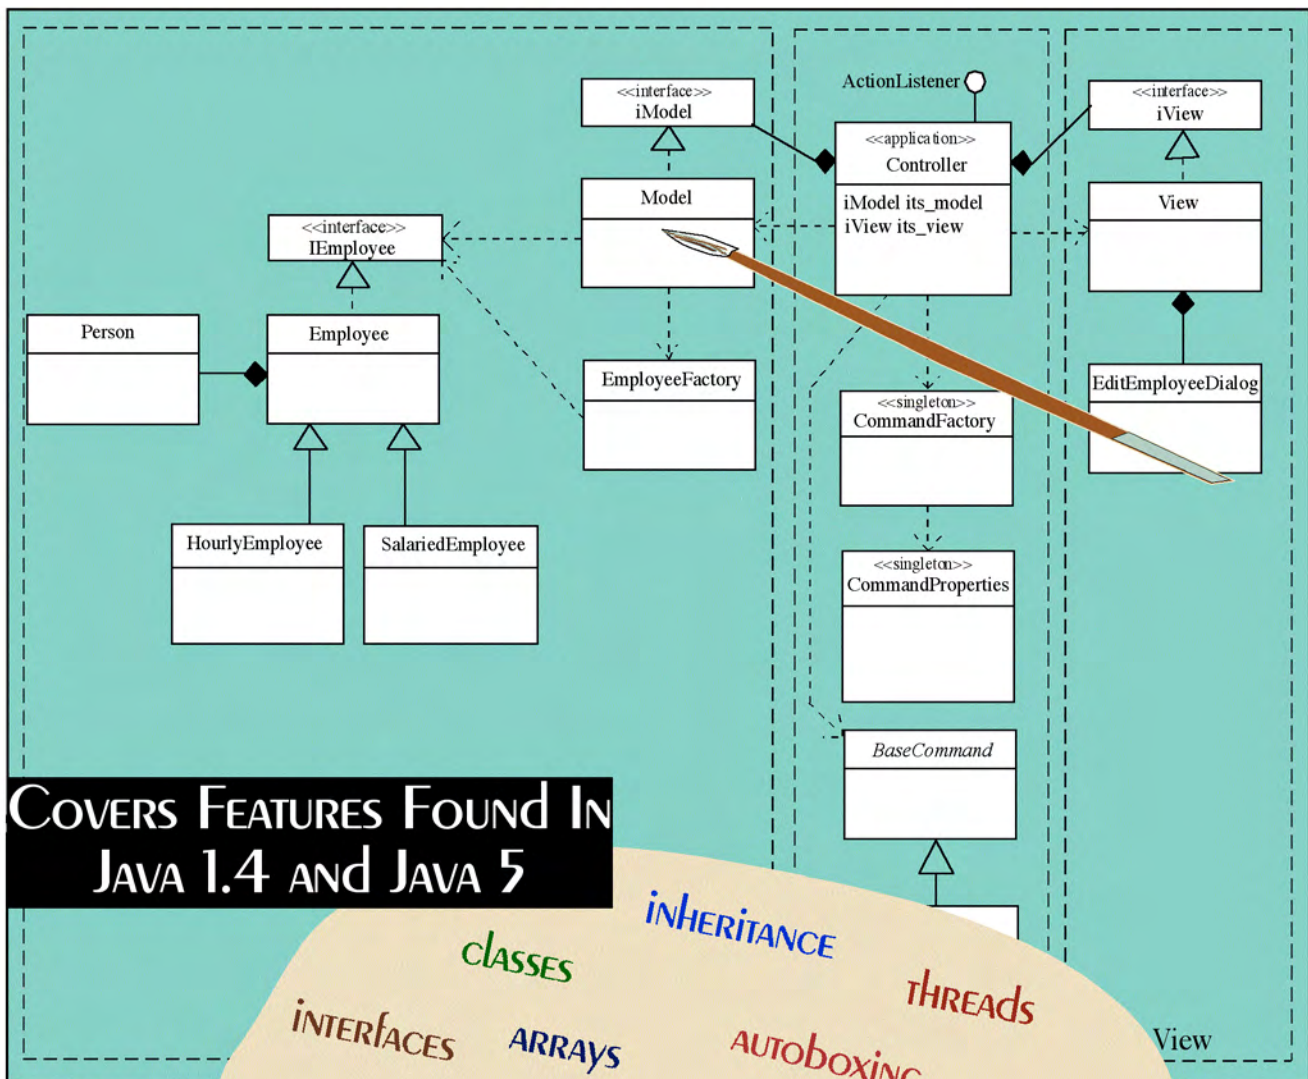 <<interface>>
iModel
ActionListener
<<interface>>
iView
<<application>>
Controller
iModel its_model
iView its_view
Model
View
<<interface>>
IEmployee
Person
Employee
EmployeeFactory
EditEmployeeDialog
<<singleton>>
CommandFactory
HourlyEmployee
SalariedEmployee
<<singleton>>
CommandProperties
BaseCommand
Covers Features Found In
Java 1.4 and Java 5
inheritance
classes
threads
interfaces
arrays
autoboxing
View